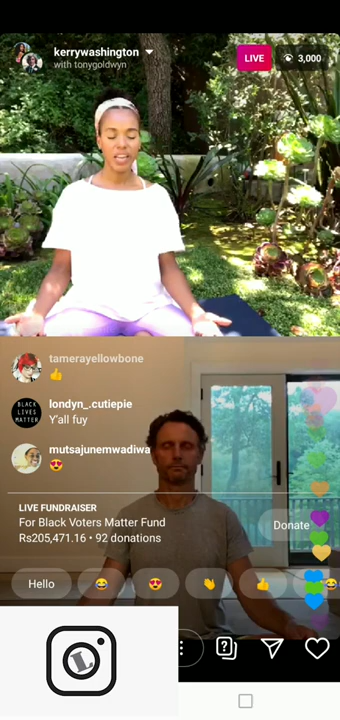 kerrywashington
with tonygoldwyn
LIVE
3,000
tamerayellowbone
👍
BLACK
LIVES
MATTER
londyn_.cutiepie
Y'all fuy
mutsajunemwadiwa
😍
LIVE FUNDRAISER
For Black Voters Matter Fund
Rs205,471.16 • 92 donations
Donate
Hello
L